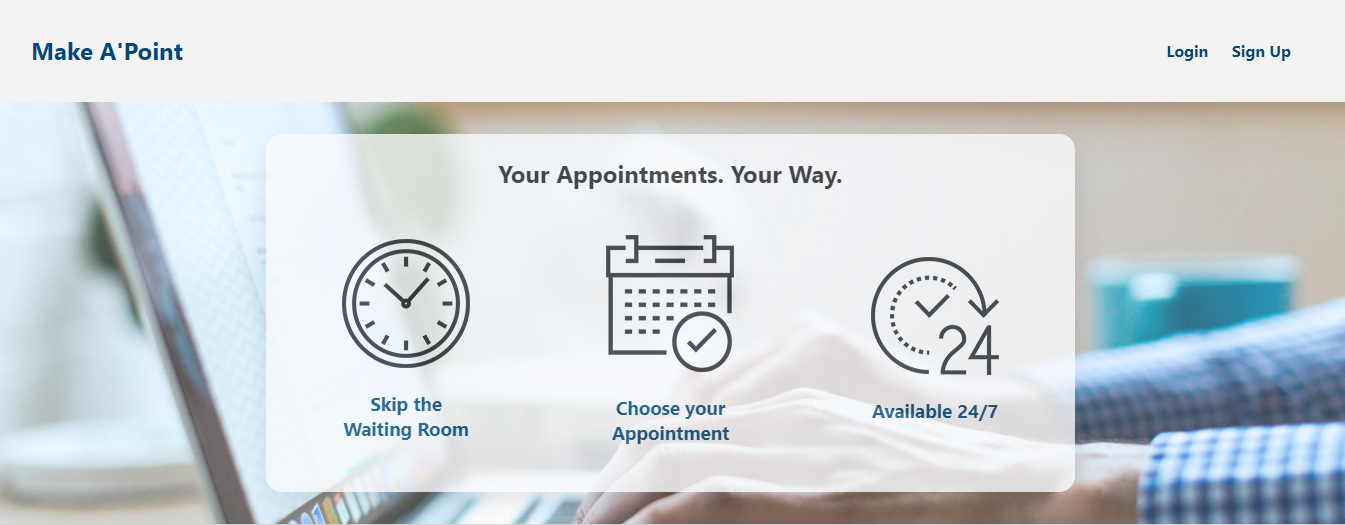 Make A'Point
Login
Sign Up
Your Appointments. Your Way.
24
Skip the
Waiting Room
Choose your
Appointment
Available 24/7